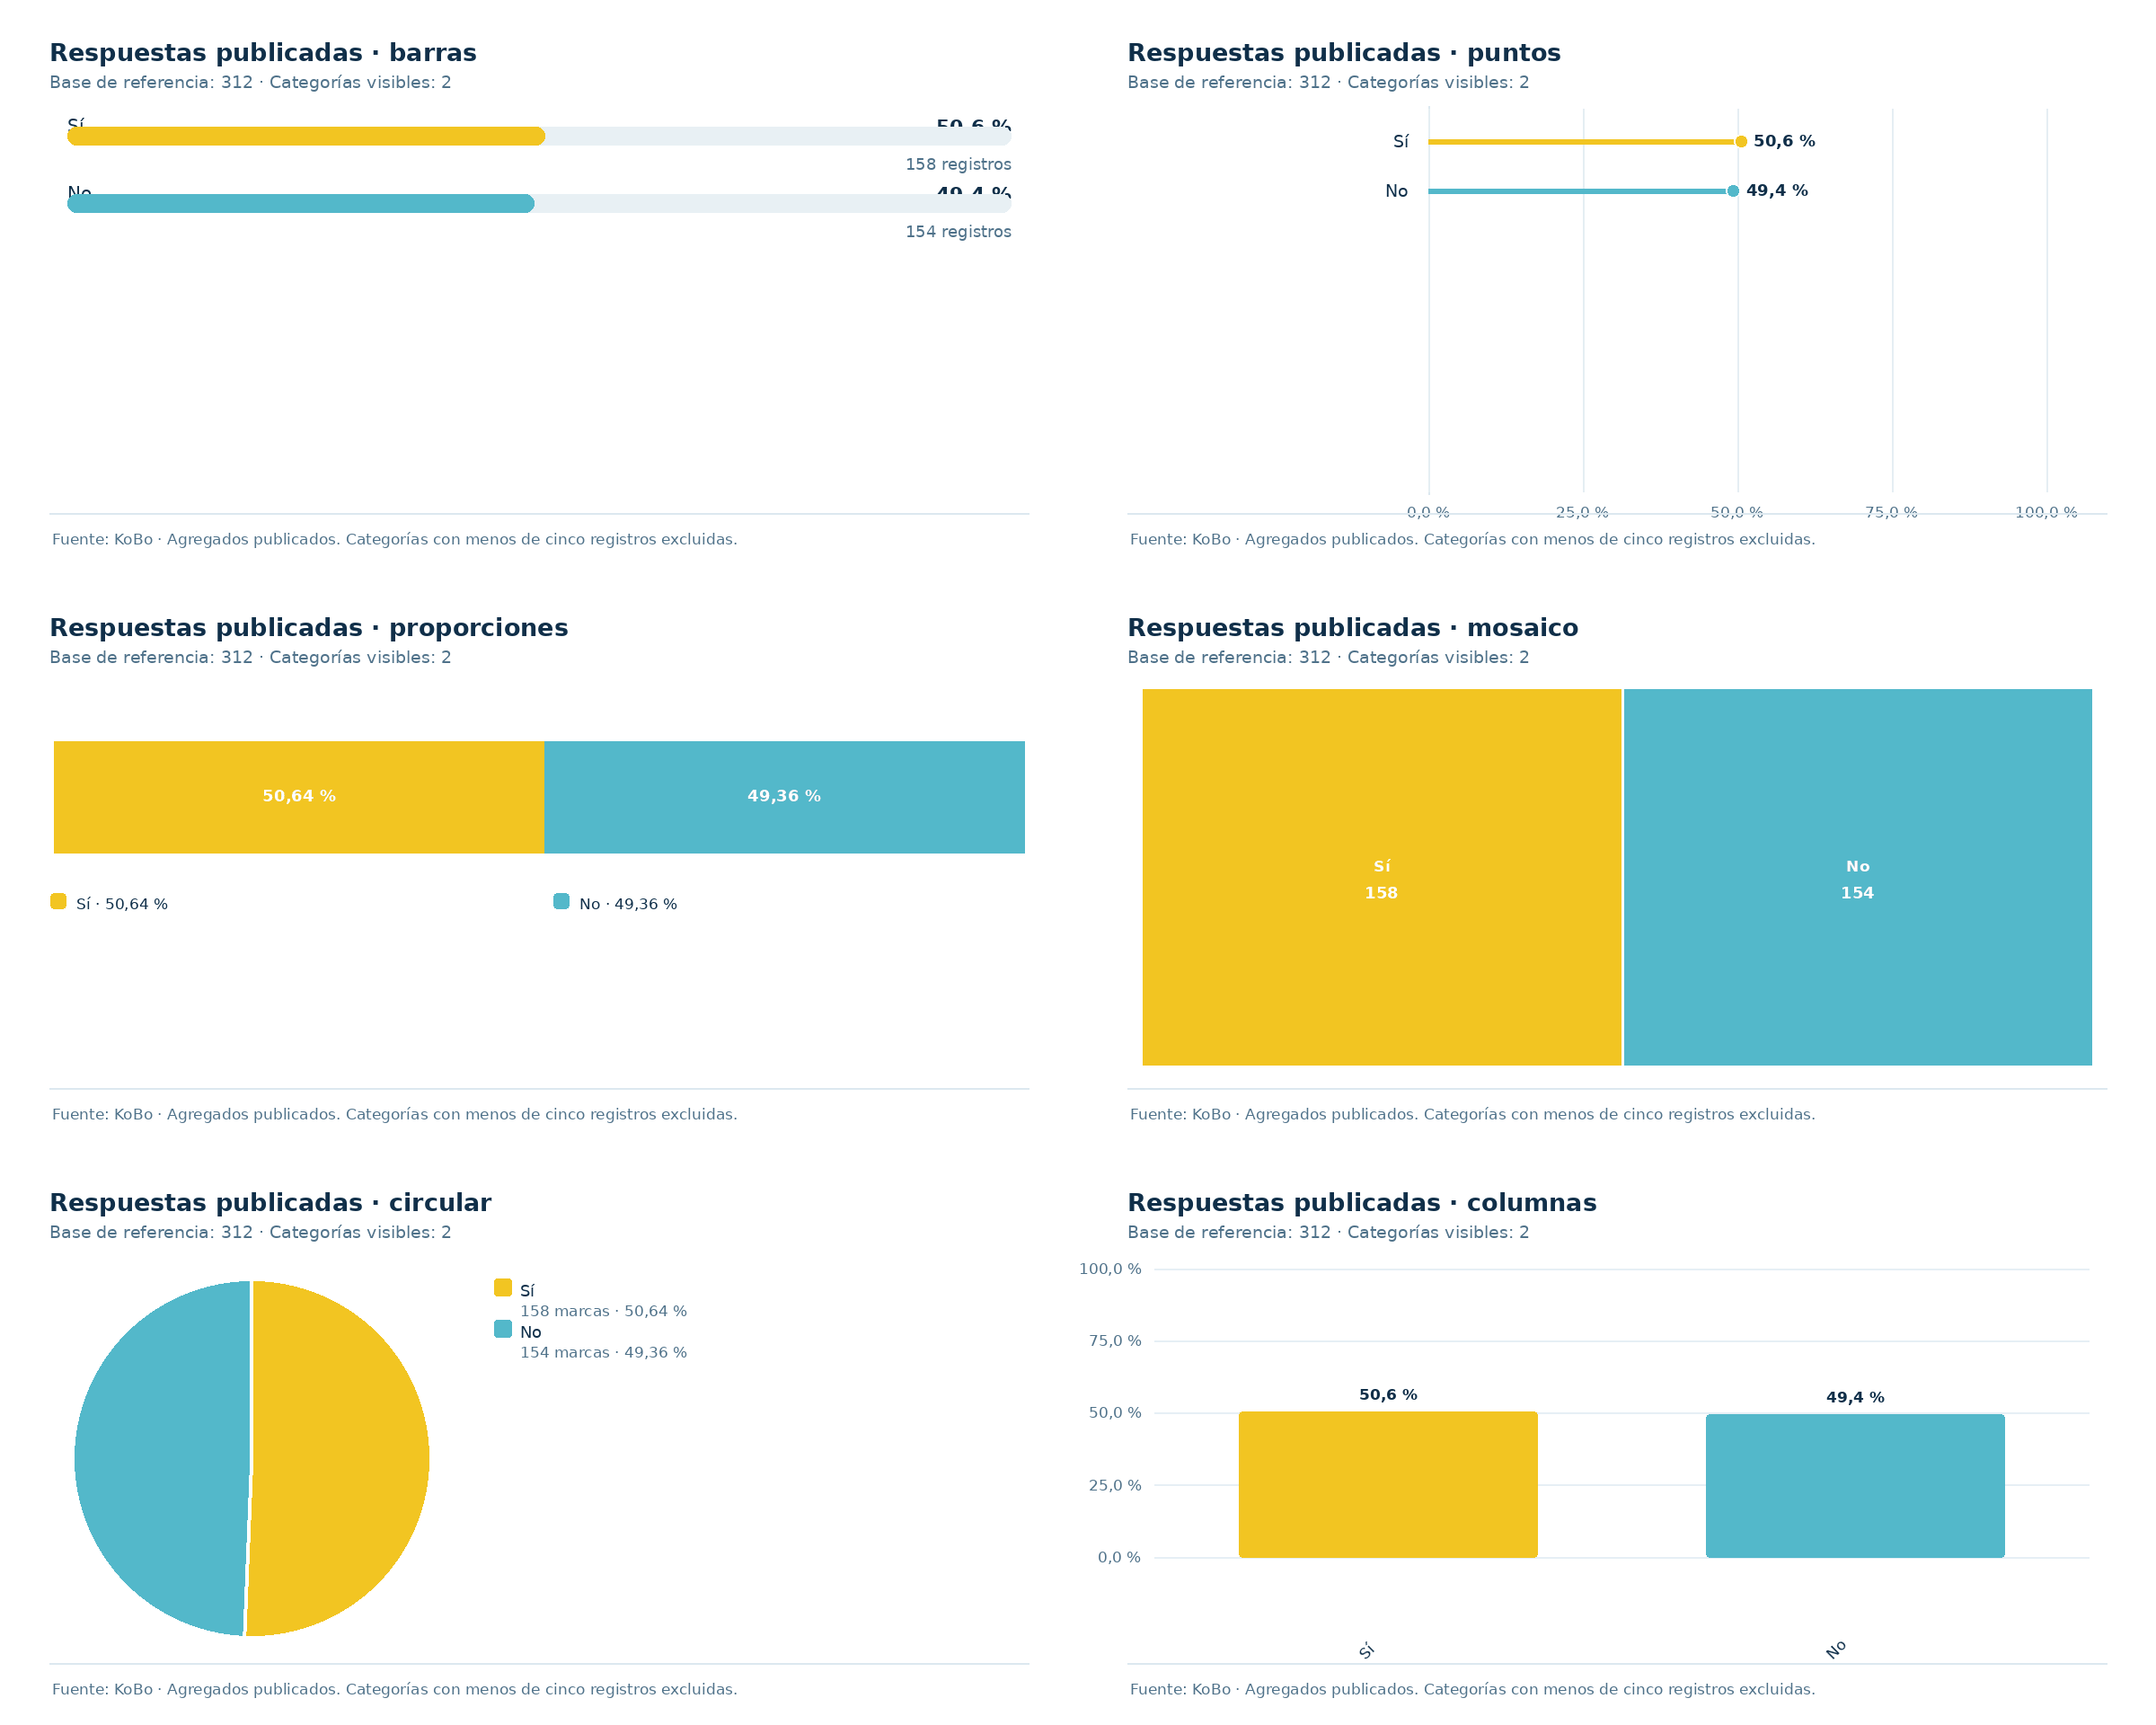 Respuestas publicadas · barras
Base de referencia: 312 · Categorías visibles: 2
Sí
50,6 %
158 registros
No
49,4 %
154 registros
Fuente: KoBo · Agregados publicados. Categorías con menos de cinco registros excluidas.
Respuestas publicadas · puntos
Base de referencia: 312 · Categorías visibles: 2
Sí
50,6 %
No
49,4 %
0,0 %
25,0 %
50,0 %
75,0 %
100,0 %
Fuente: KoBo · Agregados publicados. Categorías con menos de cinco registros excluidas.
Respuestas publicadas · proporciones
Base de referencia: 312 · Categorías visibles: 2
50,64 %
49,36 %
Sí · 50,64 %
No · 49,36 %
Fuente: KoBo · Agregados publicados. Categorías con menos de cinco registros excluidas.
Respuestas publicadas · mosaico
Base de referencia: 312 · Categorías visibles: 2
Sí
158
No
154
Fuente: KoBo · Agregados publicados. Categorías con menos de cinco registros excluidas.
Respuestas publicadas · circular
Base de referencia: 312 · Categorías visibles: 2
Sí
158 marcas · 50,64 %
No
154 marcas · 49,36 %
Fuente: KoBo · Agregados publicados. Categorías con menos de cinco registros excluidas.
Respuestas publicadas · columnas
Base de referencia: 312 · Categorías visibles: 2
100,0 %
75,0 %
50,0 %
25,0 %
0,0 %
50,6 %
49,4 %
Sí
No
Fuente: KoBo · Agregados publicados. Categorías con menos de cinco registros excluidas.